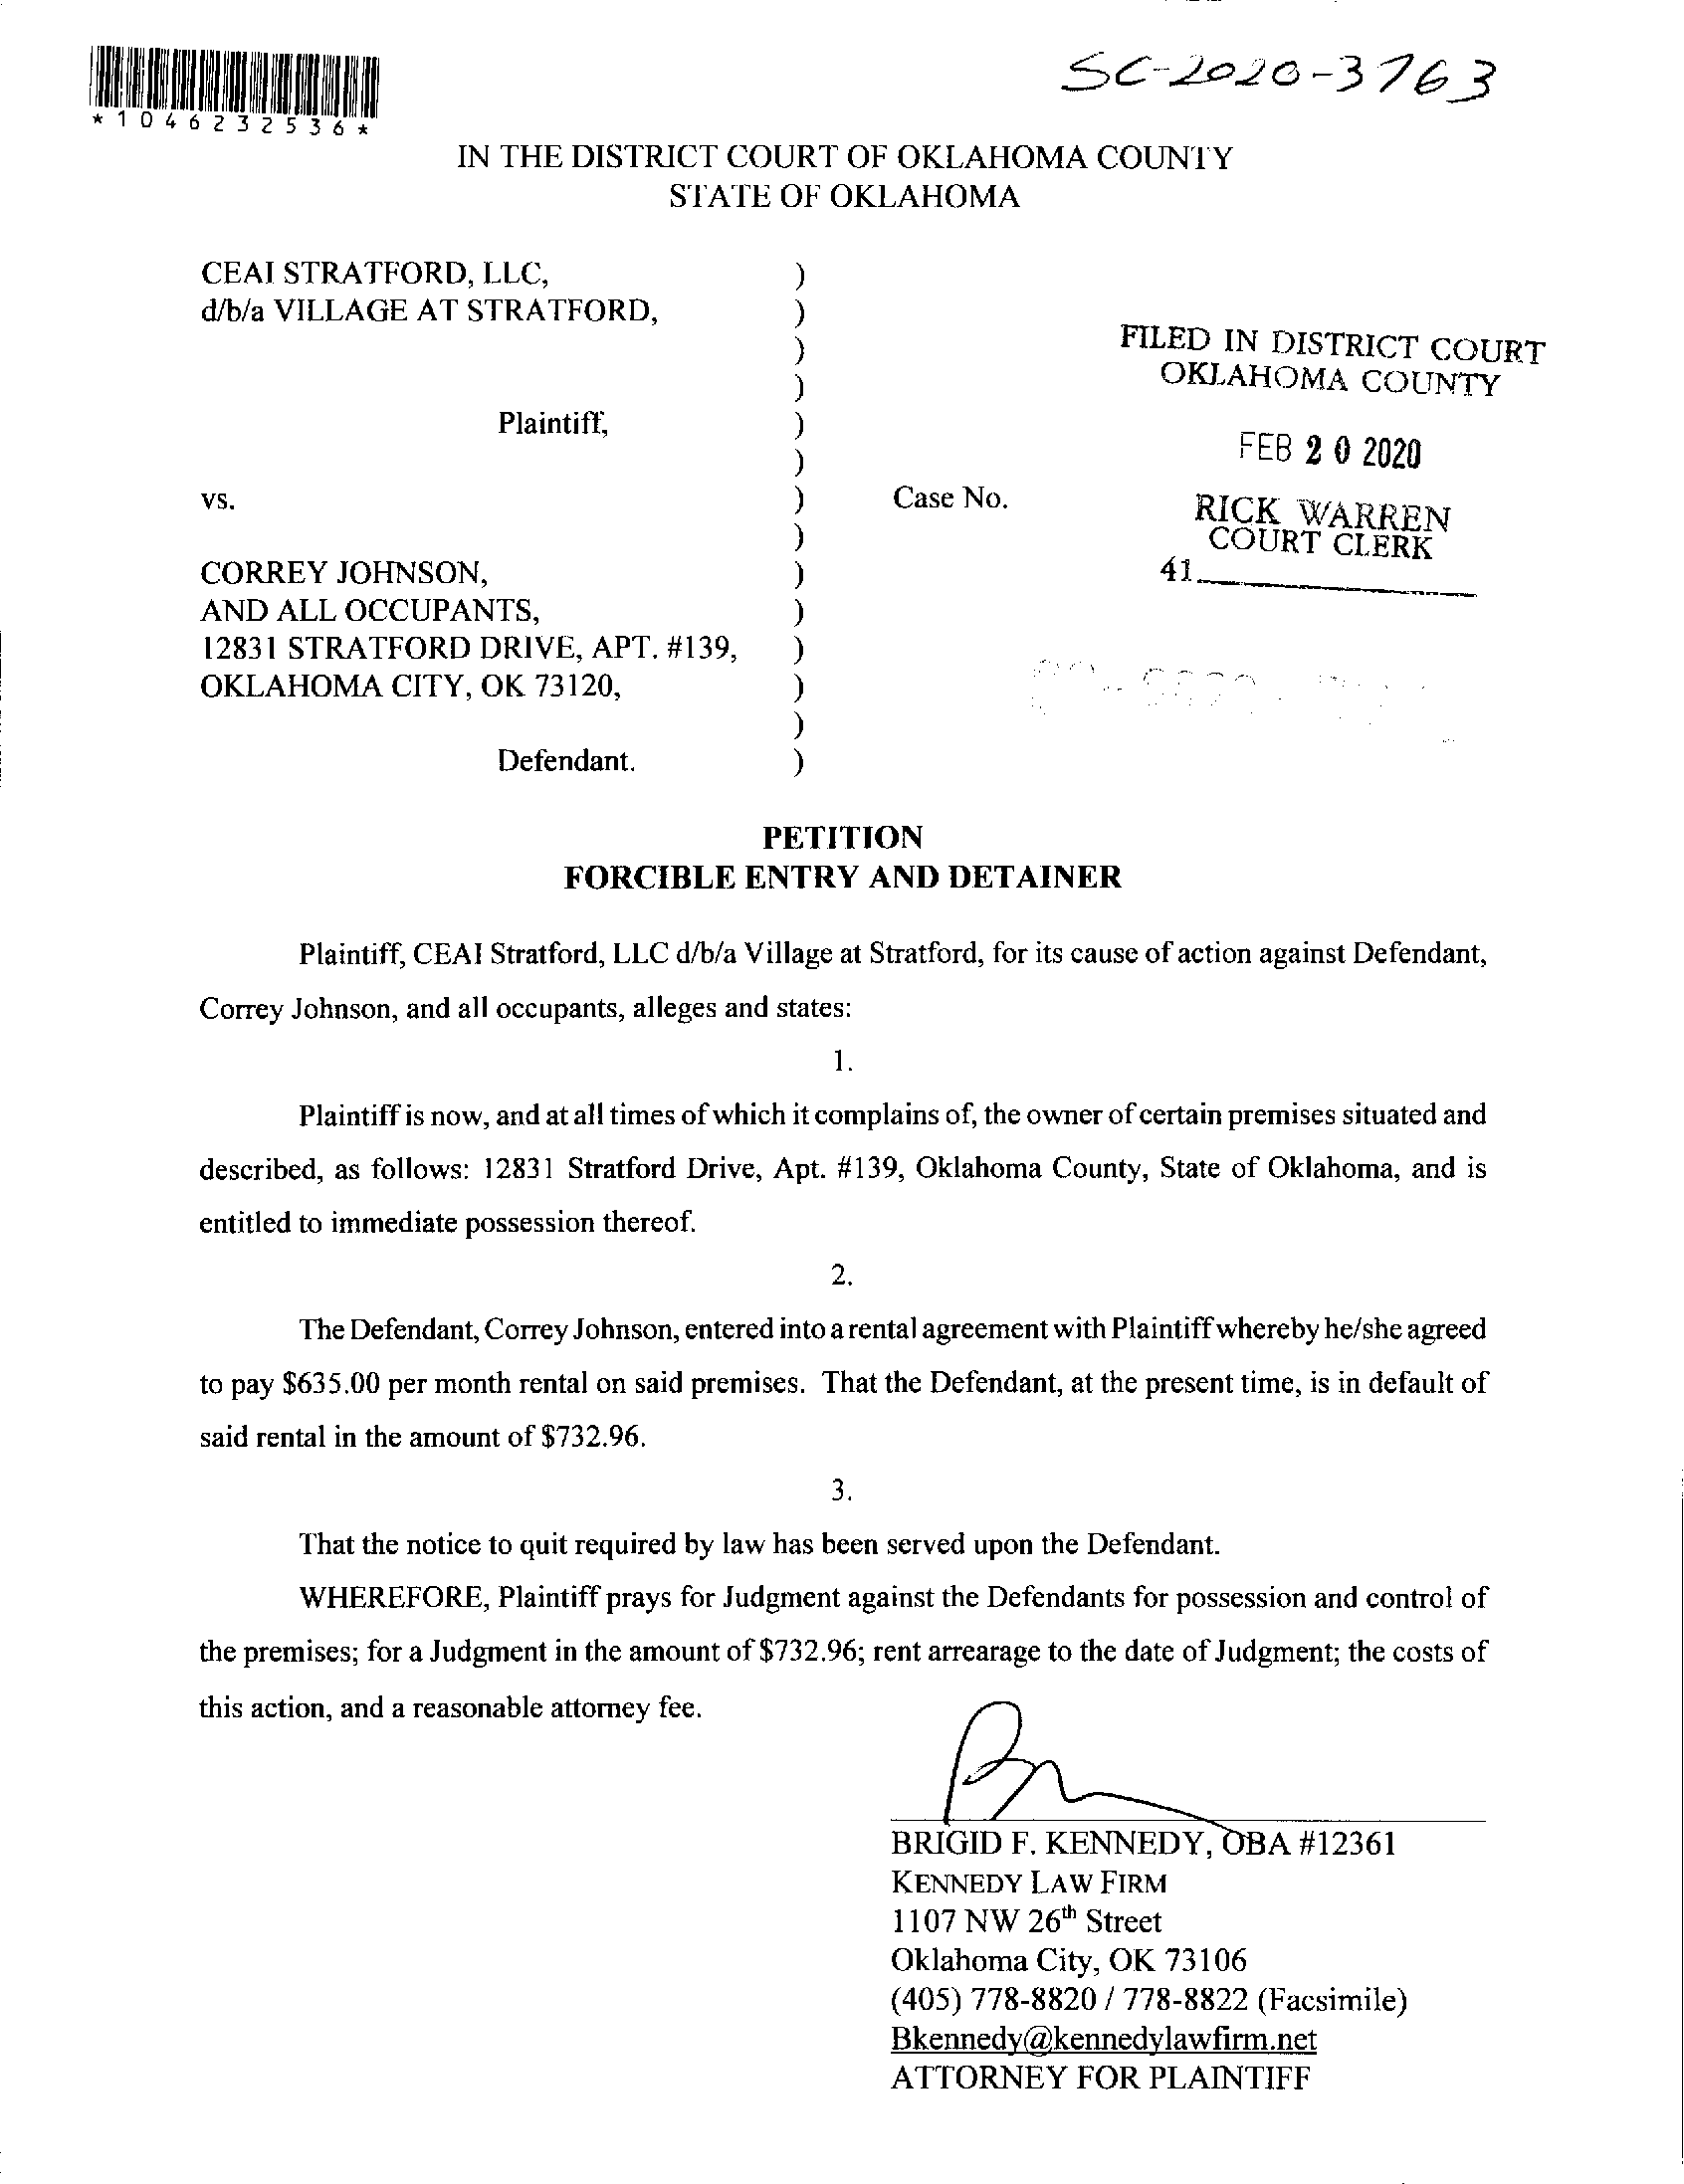 SC-2020-3763
*1046232536*
IN THE DISTRICT COURT OF OKLAHOMA COUNTY
STATE OF OKLAHOMA
CEAI STRATFORD, LLC, )
d/b/a VILLAGE AT STRATFORD, )
)
FILED IN DISTRICT COURT
OKLAHOMA COUNTY
)
Plaintiff, )
FEB 20 2020
)
vs. ) Case No.
RICK WARREN
COURT CLERK
)
41
CORREY JOHNSON, )
AND ALL OCCUPANTS, )
12831 STRATFORD DRIVE, APT. #139, )
OKLAHOMA CITY, OK 73120, )
)
Defendant. )
PETITION
FORCIBLE ENTRY AND DETAINER
Plaintiff, CEAI Stratford, LLC d/b/a Village at Stratford, for its cause of action against Defendant,
Correy Johnson, and all occupants, alleges and states:
1.
Plaintiff is now, and at all times of which it complains of, the owner of certain premises situated and
described, as follows: 12831 Stratford Drive, Apt. #139, Oklahoma County, State of Oklahoma, and is
entitled to immediate possession thereof.
2.
The Defendant, Correy Johnson, entered into a rental agreement with Plaintiff whereby he/she agreed
to pay $635.00 per month rental on said premises. That the Defendant, at the present time, is in default of
said rental in the amount of $732.96.
3.
That the notice to quit required by law has been served upon the Defendant.
WHEREFORE, Plaintiff prays for Judgment against the Defendants for possession and control of
the premises; for a Judgment in the amount of $732.96; rent arrearage to the date of Judgment; the costs of
this action, and a reasonable attorney fee.
BRIGID F. KENNEDY, OBA #12361
KENNEDY LAW FIRM
1107 NW 26th Street
Oklahoma City, OK 73106
(405) 778-8820 / 778-8822 (Facsimile)
Bkennedy@kennedylawfirm.net
ATTORNEY FOR PLAINTIFF